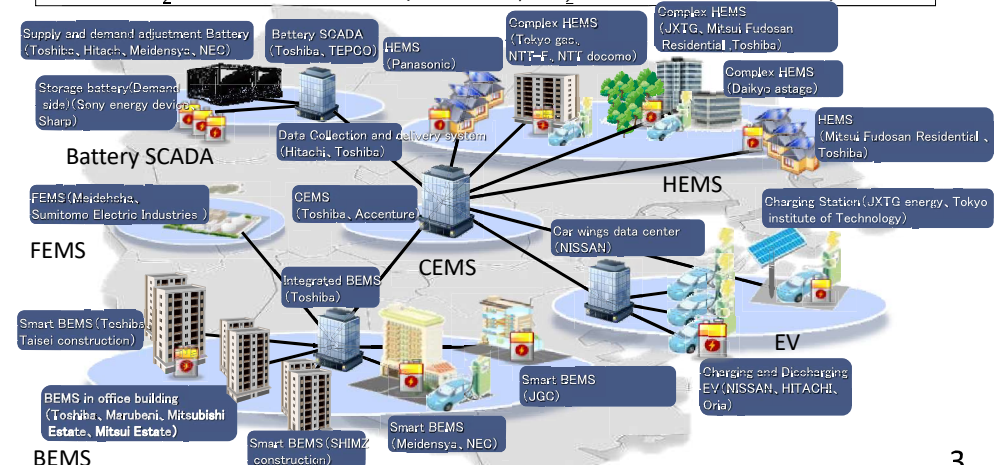 2
2
Supply and demand adjustment Battery
(Toshiba、Hitach、Meidensya、NEC)
Battery SCADA
(Toshiba、TEPCO)
HEMS
(Panasonic)
Complex HEMS
(Tokyo gas、
NTT-F、NTT docomo)
Complex HEMS
(JXTG、Mitsui Fudosan
Residential ,Toshiba)
Storage battery(Demand
side)(Sony energy device
Sharp)
Complex HEMS
(Daikyo astage)
Data Collection and delivery system
(Hitachi、Toshiba)
HEMS
(Mitsui Fudosan Residential 、
Toshiba)
Battery SCADA
HEMS
FEMS(Meidensha、
Sumitomo Electric Industries )
CEMS
(Toshiba、Accenture)
Charging Station(JXTG energy、Tokyo
institute of Technology)
Car wings data center
(NISSAN)
FEMS
CEMS
Integrated BEMS
(Toshiba)
Smart BEMS(Toshiba
Taisei construction)
EV
Smart BEMS
(JGC)
Charging and Discharging
EV(NISSAN、HITACHI、
Orix)
BEMS in office building
(Toshiba、Marubeni、Mitsubishi
Estate、Mitsui Estate)
Smart BEMS(SHIMZ
construction)
Smart BEMS
(Meidensya、NEC)
BEMS
3